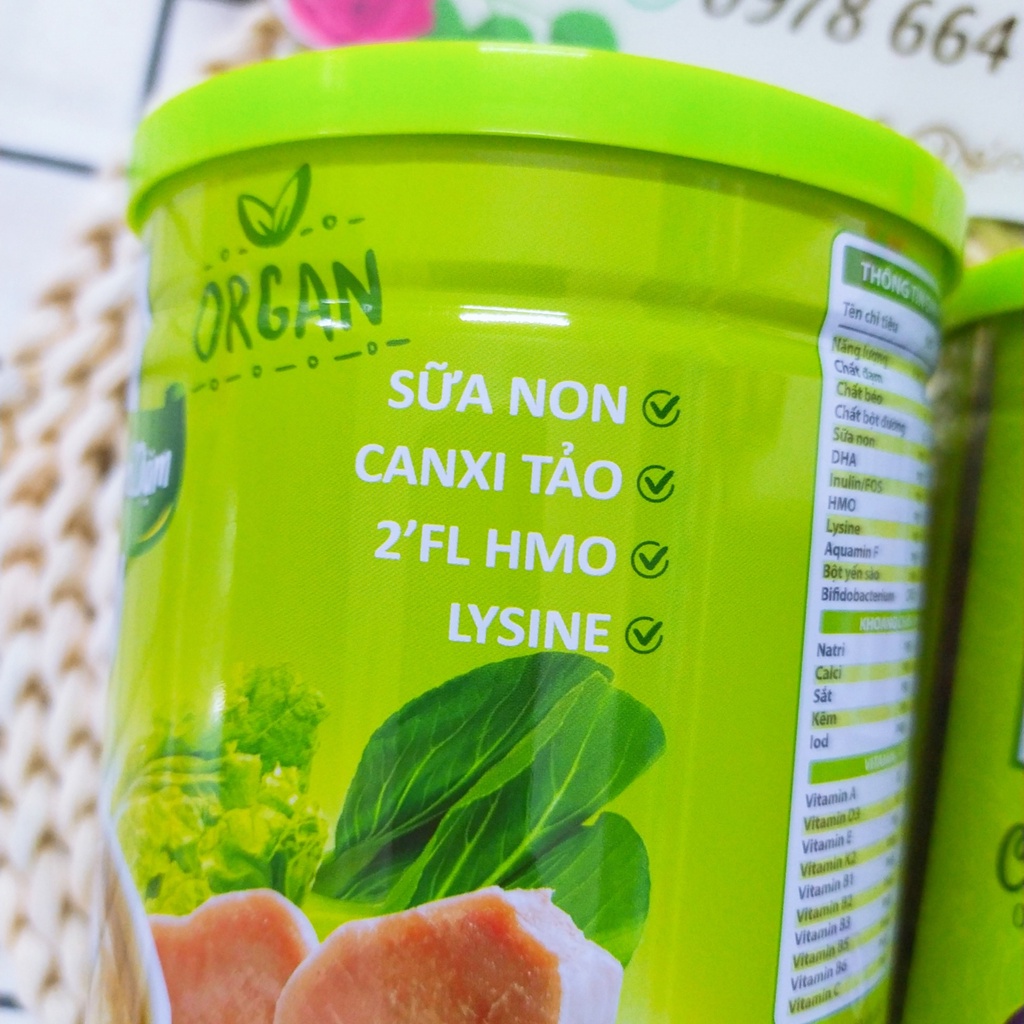 0978 664
ORGAN
SỮA NON
CANXI TẢO
2’FL HMO
LYSINE
THÔNG TIN
Tên chỉ tiêu
Năng lượng
Chất đạm
Chất béo
Chất bột đường
Sữa non
DHA
Inulin/FOS
HMO
Lysine
Aquamin F
Bột yến sào
Bifidobacterium
Natri
Calci
Sắt
Kẽm
Iod
Vitamin A
Vitamin D3
Vitamin E
Vitamin K2
Vitamin B1
Vitamin B2
Vitamin B3
Vitamin B5
Vitamin B6
Vitamin C